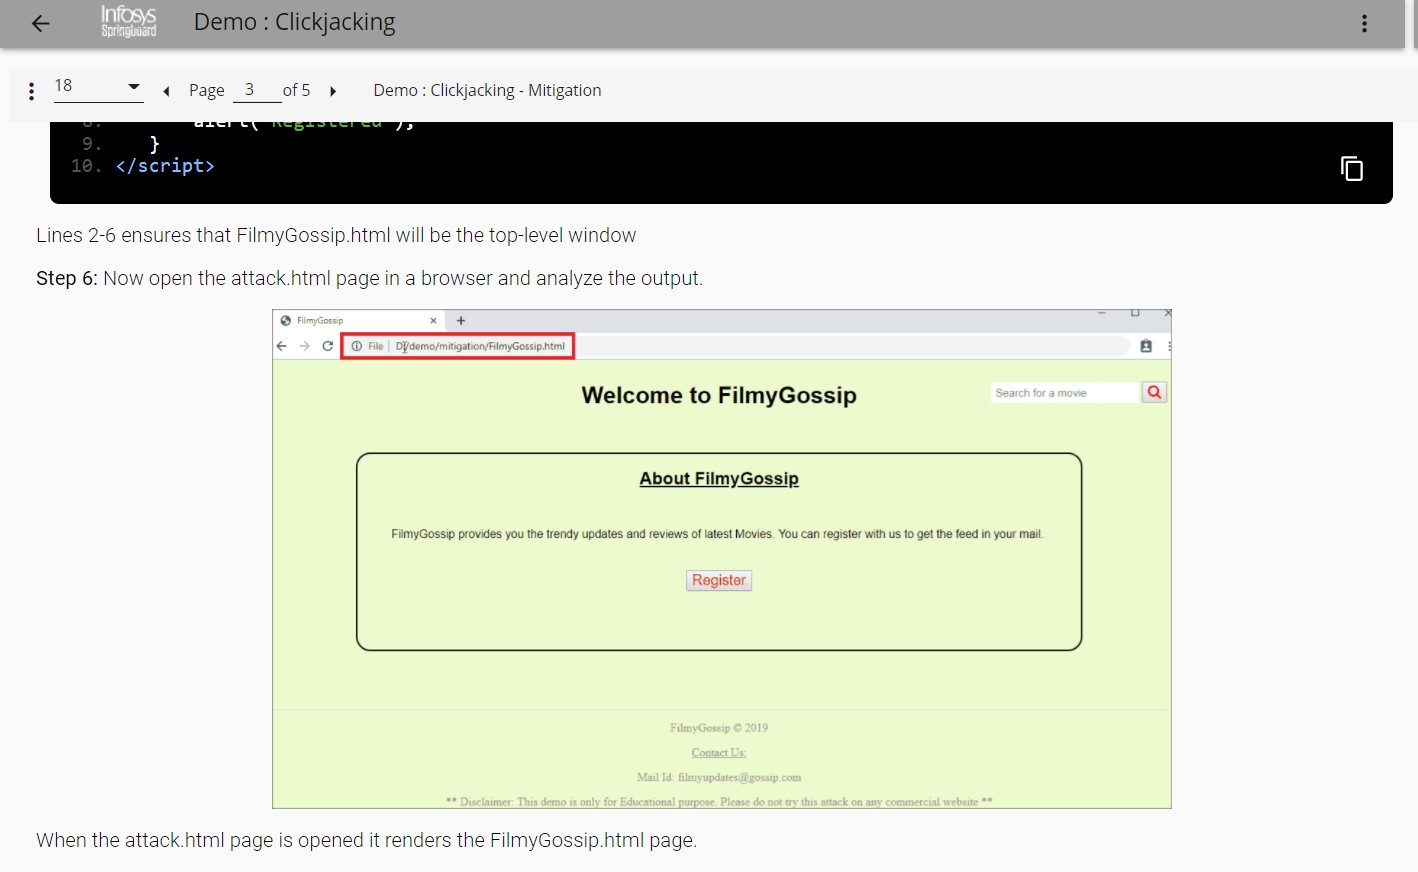 Infosys
Springboard
Demo : Clickjacking
18
Page 3 of 5
Demo : Clickjacking - Mitigation
8. alert("Registered");
9. }
10. </script>
Lines 2-6 ensures that FilmyGossip.html will be the top-level window
Step 6: Now open the attack.html page in a browser and analyze the output.
FilmyGossip
File | D:/demo/mitigation/FilmyGossip.html
Welcome to FilmyGossip
Search for a movie
About FilmyGossip
FilmyGossip provides you the trendy updates and reviews of latest Movies. You can register with us to get the feed in your mail.
Register
FilmyGossip © 2019
Contact Us:
Mail Id: filmyupdates@gossip.com
** Disclaimer: This demo is only for Educational purpose. Please do not try this attack on any commercial website **
When the attack.html page is opened it renders the FilmyGossip.html page.